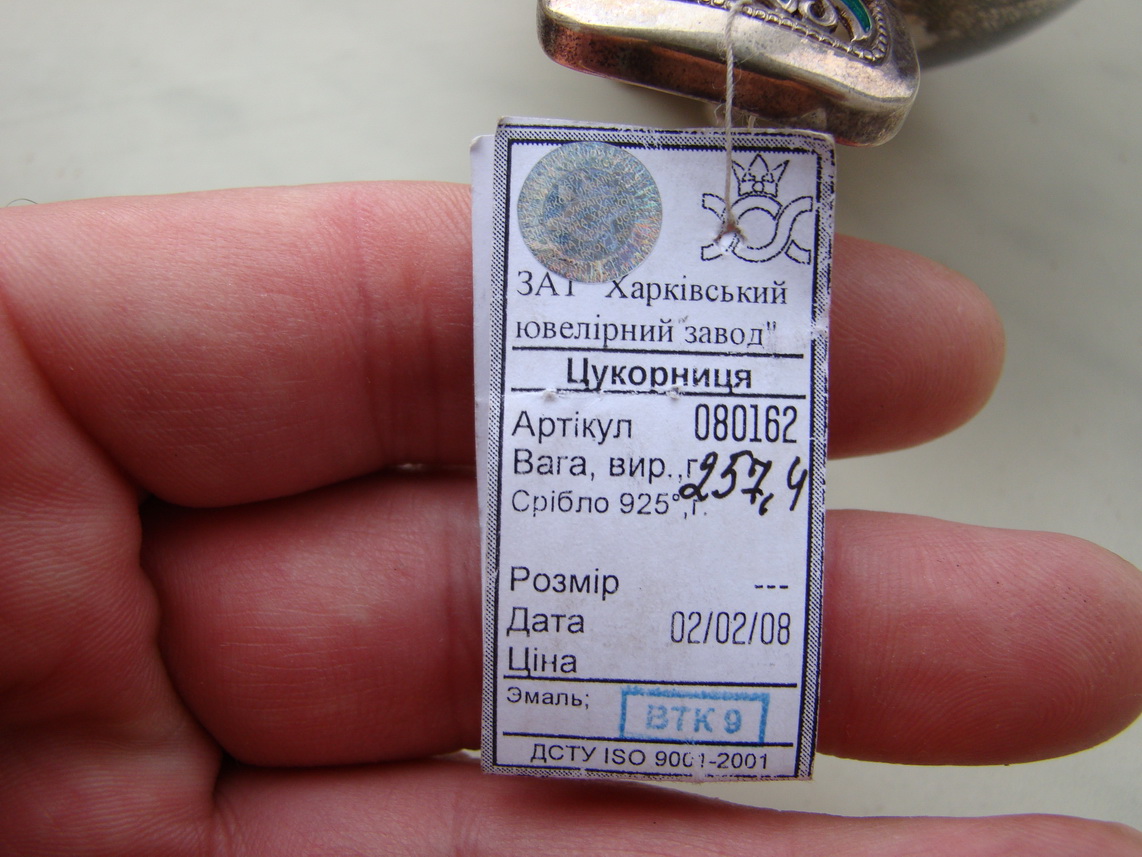 ЗАТ "Харківський
ювелірний завод"
Цукорниця
Артікул 080162
Вага, вир.,г 257,4
Срібло 925°,г.
Розмір ---
Дата 02/02/08
Ціна
Эмаль;
ВТК 9
ДСТУ ISO 9001-2001